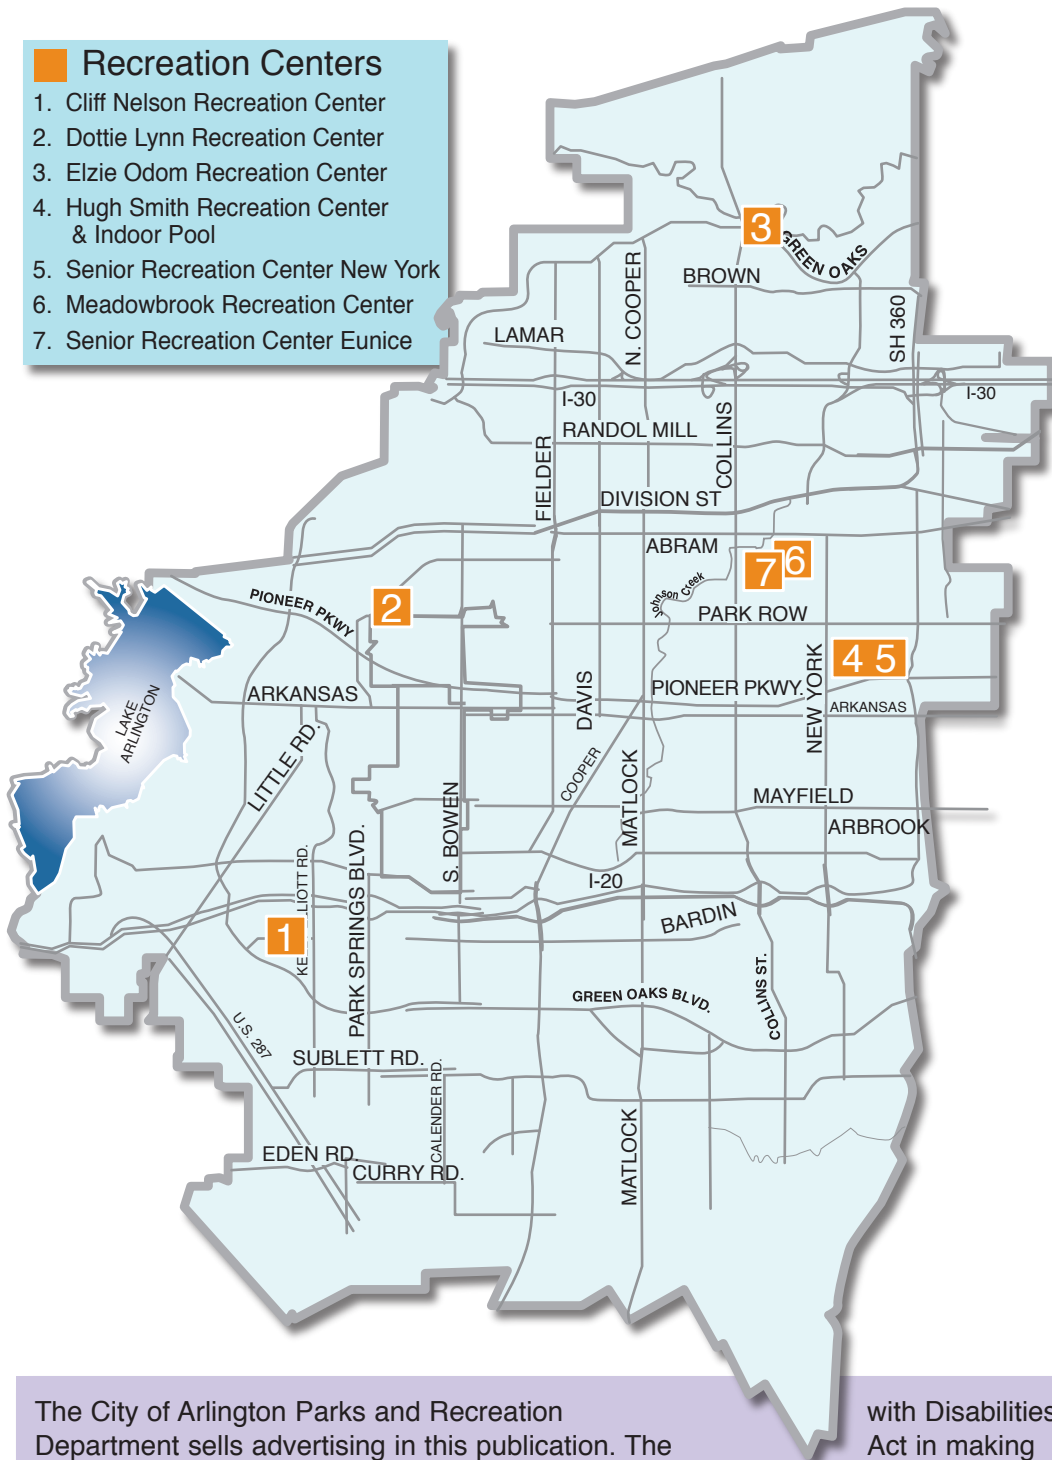 Recreation Centers
1. Cliff Nelson Recreation Center
2. Dottie Lynn Recreation Center
3. Elzie Odom Recreation Center
4. Hugh Smith Recreation Center
& Indoor Pool
5. Senior Recreation Center New York
6. Meadowbrook Recreation Center
7. Senior Recreation Center Eunice
3
GREEN OAKS
BROWN
N. COOPER
SH 360
LAMAR
I-30
I-30
COLLINS
RANDOL MILL
FIELDER
DIVISION ST
ABRAM
6
7
Johnson Creek
2
PIONEER PKWY
PARK ROW
4 5
NEW YORK
LAKE
ARLINGTON
ARKANSAS
DAVIS
PIONEER PKWY.
ARKANSAS
LITTLE RD.
COOPER
MATLOCK
MAYFIELD
ARBROOK
S. BOWEN
PARK SPRINGS BLVD.
I-20
1
BARDIN
GREEN OAKS BLVD.
COLLINS ST.
U.S. 287
SUBLETT RD.
CALENDER RD.
MATLOCK
EDEN RD.
CURRY RD.
The City of Arlington Parks and Recreation
Department sells advertising in this publication. The
with Disabilities
Act in making